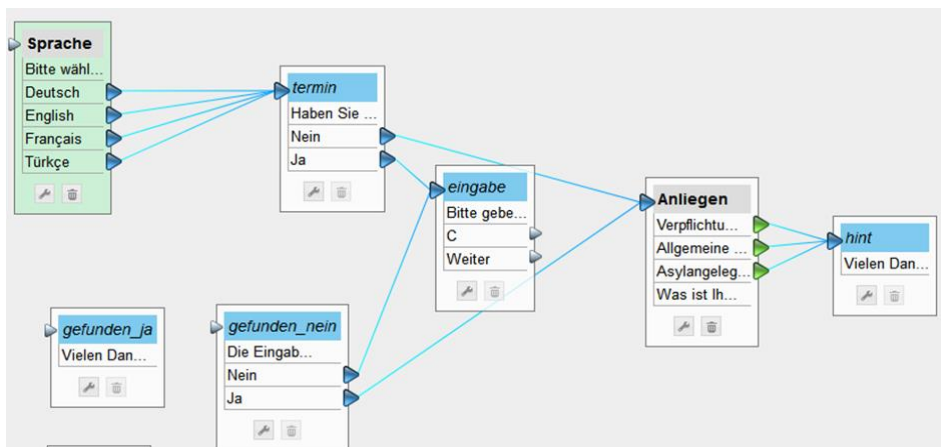 Sprache
Bitte wähl...
Deutsch
English
Français
Türkçe
termin
Haben Sie ...
Nein
Ja
eingabe
Bitte gebe...
C
Weiter
Anliegen
Verpflichtu...
Allgemeine ...
Asylangeleg...
Was ist Ih...
hint
Vielen Dan...
gefunden_ja
Vielen Dan...
gefunden_nein
Die Eingab...
Nein
Ja